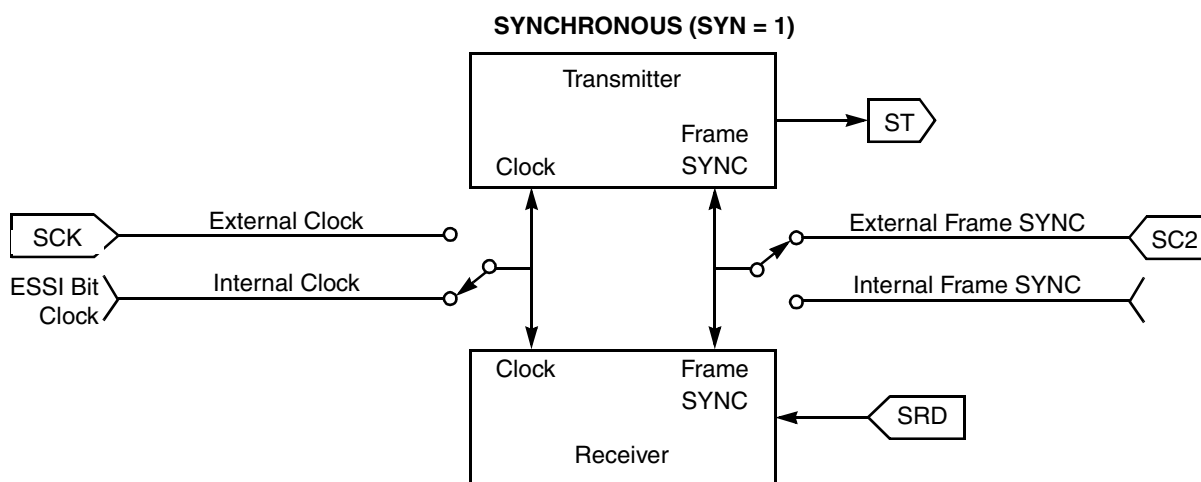 SYNCHRONOUS (SYN = 1)
Transmitter
ST
Frame
SYNC
Clock
External Clock
External Frame SYNC
SCK
SC2
Internal Clock
Internal Frame SYNC
ESSI Bit
Clock
Clock
Frame
SYNC
SRD
Receiver